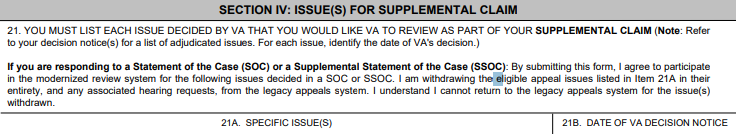 SECTION IV: ISSUE(S) FOR SUPPLEMENTAL CLAIM
21. YOU MUST LIST EACH ISSUE DECIDED BY VA THAT YOU WOULD LIKE VA TO REVIEW AS PART OF YOUR SUPPLEMENTAL CLAIM (Note: Refer
to your decision notice(s) for a list of adjudicated issues. For each issue, identify the date of VA's decision.)
If you are responding to a Statement of the Case (SOC) or a Supplemental Statement of the Case (SSOC): By submitting this form, I agree to participate
in the modernized review system for the following issues decided in a SOC or SSOC. I am withdrawing the eligible appeal issues listed in Item 21A in their
entirety, and any associated hearing requests, from the legacy appeals system. I understand I cannot return to the legacy appeals system for the issue(s)
withdrawn.
21A. SPECIFIC ISSUE(S) 21B. DATE OF VA DECISION NOTICE